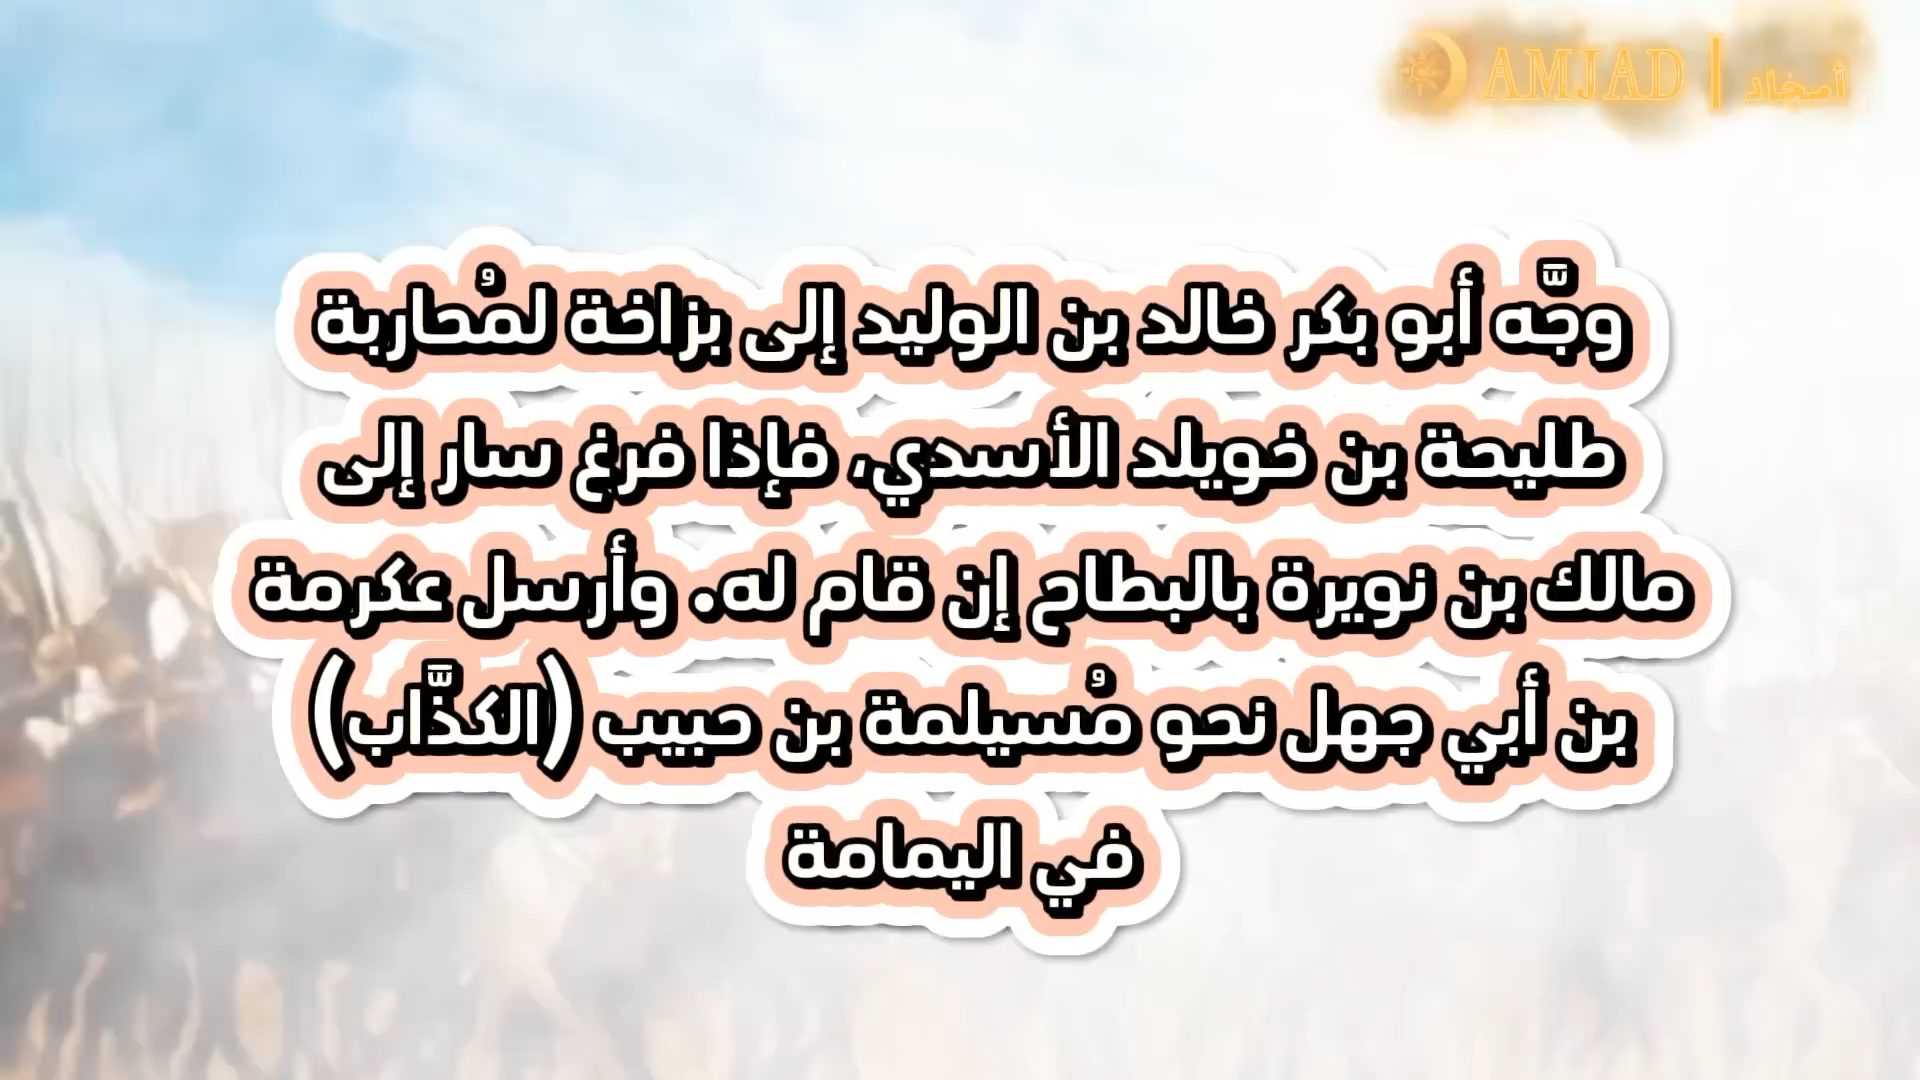 AMJAD | أمجاد
وجَّه أبو بكر خالد بن الوليد إلى بزاخة لمُحاربة
طليحة بن خويلد الأسدي، فإذا فرغ سار إلى
مالك بن نويرة بالبطاح إن قام له. وأرسل عكرمة
بن أبي جهل نحو مُسيلمة بن حبيب (الكذَّاب)
في اليمامة